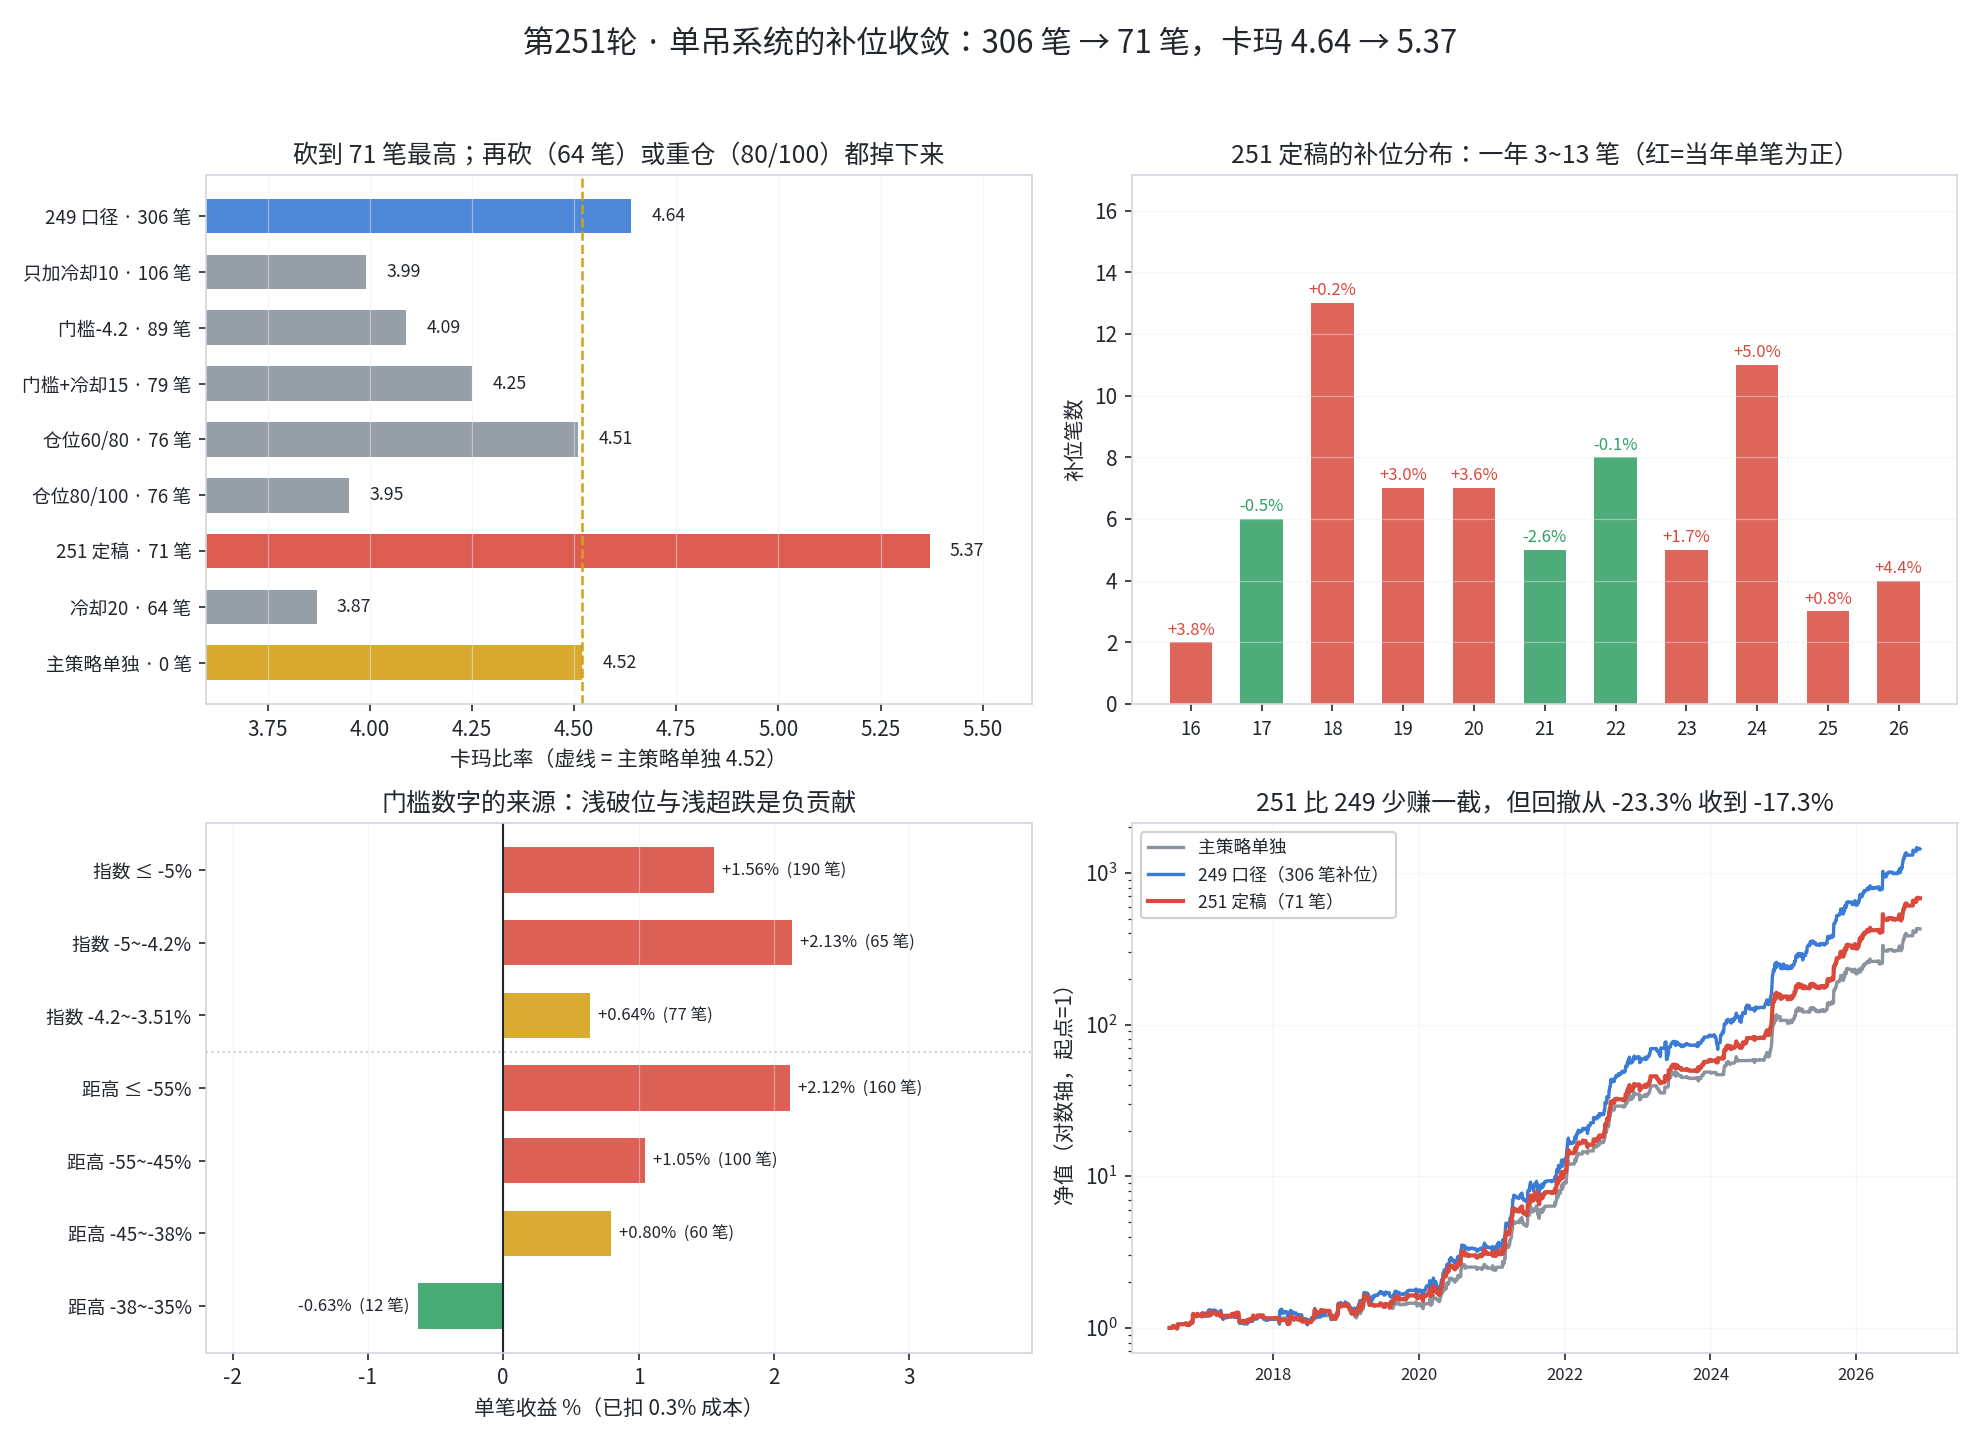 第251轮 · 单吊系统的补位收敛：306 笔 → 71 笔，卡玛 4.64 → 5.37
砍到 71 笔最高；再砍（64 笔）或重仓（80/100）都掉下来
249 口径 · 306 笔
4.64
只加冷却10 · 106 笔
3.99
门槛-4.2 · 89 笔
4.09
门槛+冷却15 · 79 笔
4.25
仓位60/80 · 76 笔
4.51
仓位80/100 · 76 笔
3.95
251 定稿 · 71 笔
5.37
冷却20 · 64 笔
3.87
主策略单独 · 0 笔
4.52
3.75 4.00 4.25 4.50 4.75 5.00 5.25 5.50
卡玛比率（虚线 = 主策略单独 4.52）
251 定稿的补位分布：一年 3~13 笔（红=当年单笔为正）
补位笔数
16
14
12
10
8
6
4
2
0
+3.8%
-0.5%
+0.2%
+3.0%
+3.6%
-2.6%
-0.1%
+1.7%
+5.0%
+0.8%
+4.4%
16 17 18 19 20 21 22 23 24 25 26
门槛数字的来源：浅破位与浅超跌是负贡献
指数 ≤ -5%
+1.56% (190 笔)
指数 -5~-4.2%
+2.13% (65 笔)
指数 -4.2~-3.51%
+0.64% (77 笔)
距高 ≤ -55%
+2.12% (160 笔)
距高 -55~-45%
+1.05% (100 笔)
距高 -45~-38%
+0.80% (60 笔)
距高 -38~-35%
-0.63% (12 笔)
-2 -1 0 1 2 3
单笔收益 %（已扣 0.3% 成本）
251 比 249 少赚一截，但回撤从 -23.3% 收到 -17.3%
主策略单独
249 口径（306 笔补位）
251 定稿（71 笔）
净值（对数轴，起点=1）
10³
10²
10¹
10⁰
2018 2020 2022 2024 2026